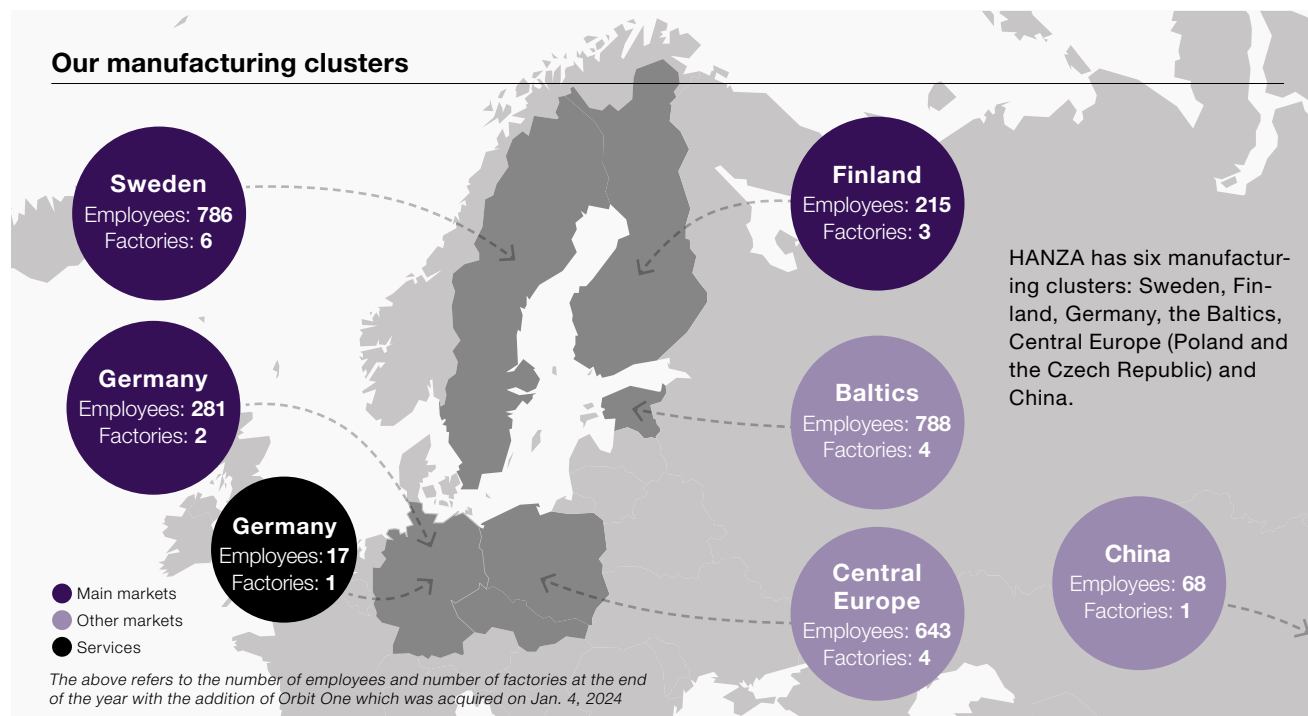 Our manufacturing clusters
Sweden
Employees: 786
Factories: 6
Finland
Employees: 215
Factories: 3
HANZA has six manufactur-
ing clusters: Sweden, Fin-
land, Germany, the Baltics,
Central Europe (Poland and
the Czech Republic) and
China.
Germany
Employees: 281
Factories: 2
Baltics
Employees: 788
Factories: 4
Germany
Employees: 17
Factories: 1
Central
Europe
Employees: 643
Factories: 4
China
Employees: 68
Factories: 1
Main markets
Other markets
Services
The above refers to the number of employees and number of factories at the end
of the year with the addition of Orbit One which was acquired on Jan. 4, 2024